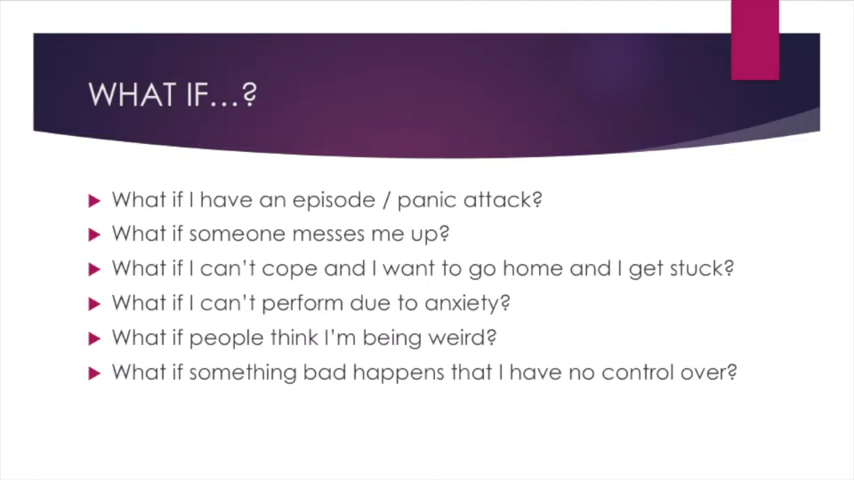 WHAT IF...?
What if I have an episode / panic attack?
What if someone messes me up?
What if I can't cope and I want to go home and I get stuck?
What if I can't perform due to anxiety?
What if people think I'm being weird?
What if something bad happens that I have no control over?